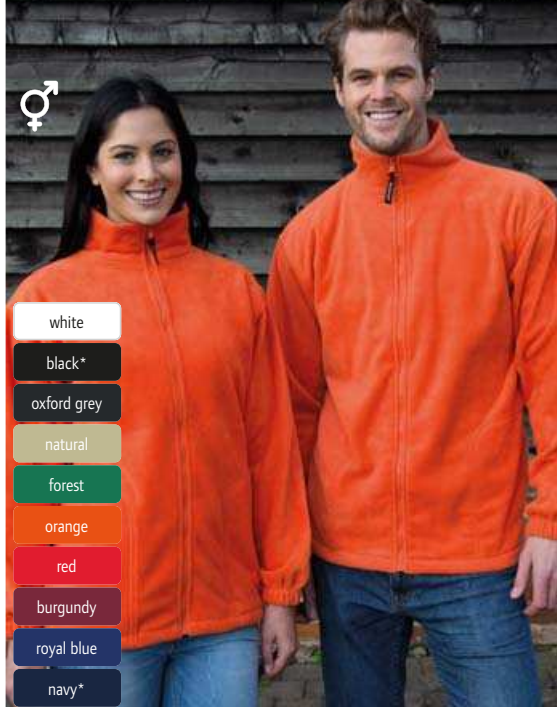 white
black*
oxford grey
natural
forest
orange
red
burgundy
royal blue
navy*